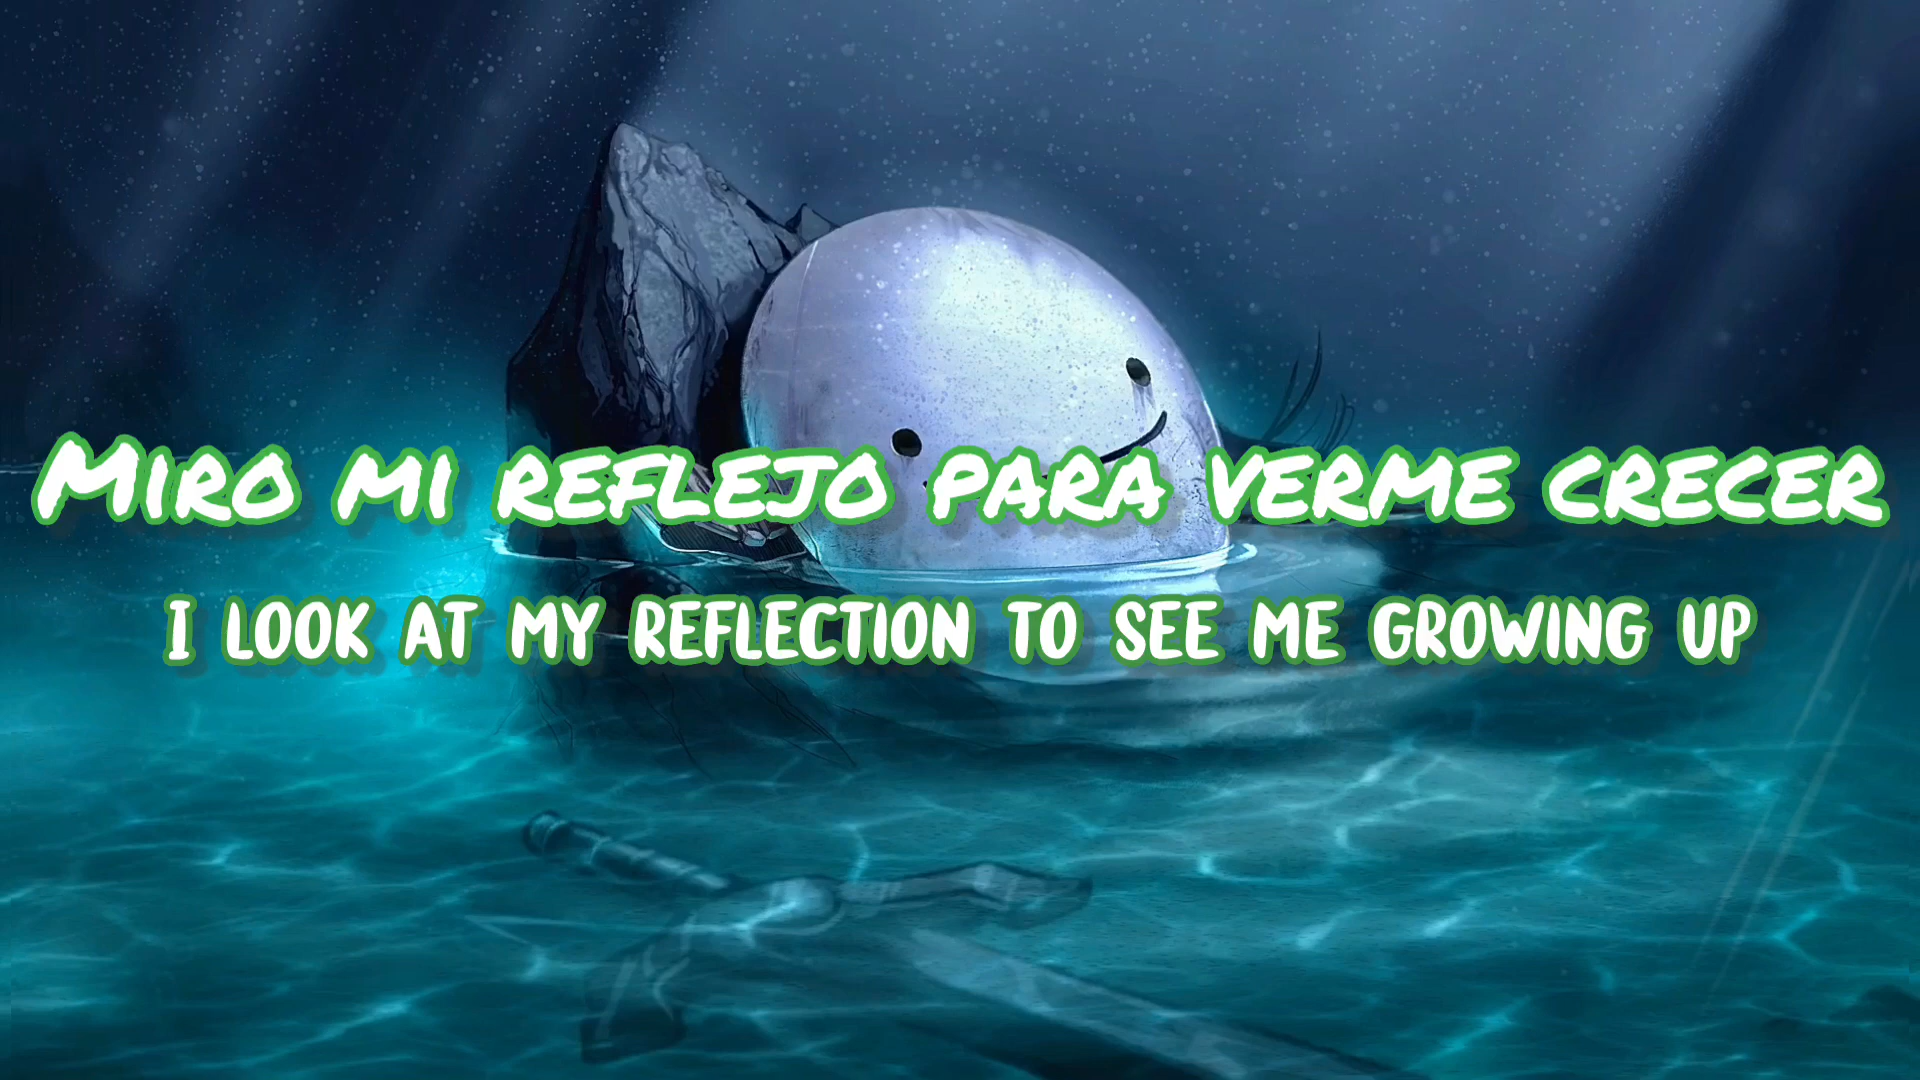 Miro mi reflejo para verme crecer
I LOOK AT MY REFLECTION TO SEE ME GROWING UP